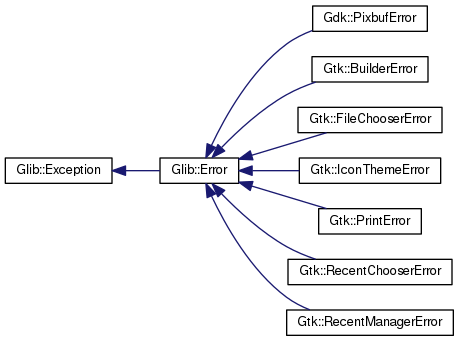 Gdk::PixbufError
Gtk::BuilderError
Gtk::FileChooserError
Glib::Exception
Glib::Error
Gtk::IconThemeError
Gtk::PrintError
Gtk::RecentChooserError
Gtk::RecentManagerError